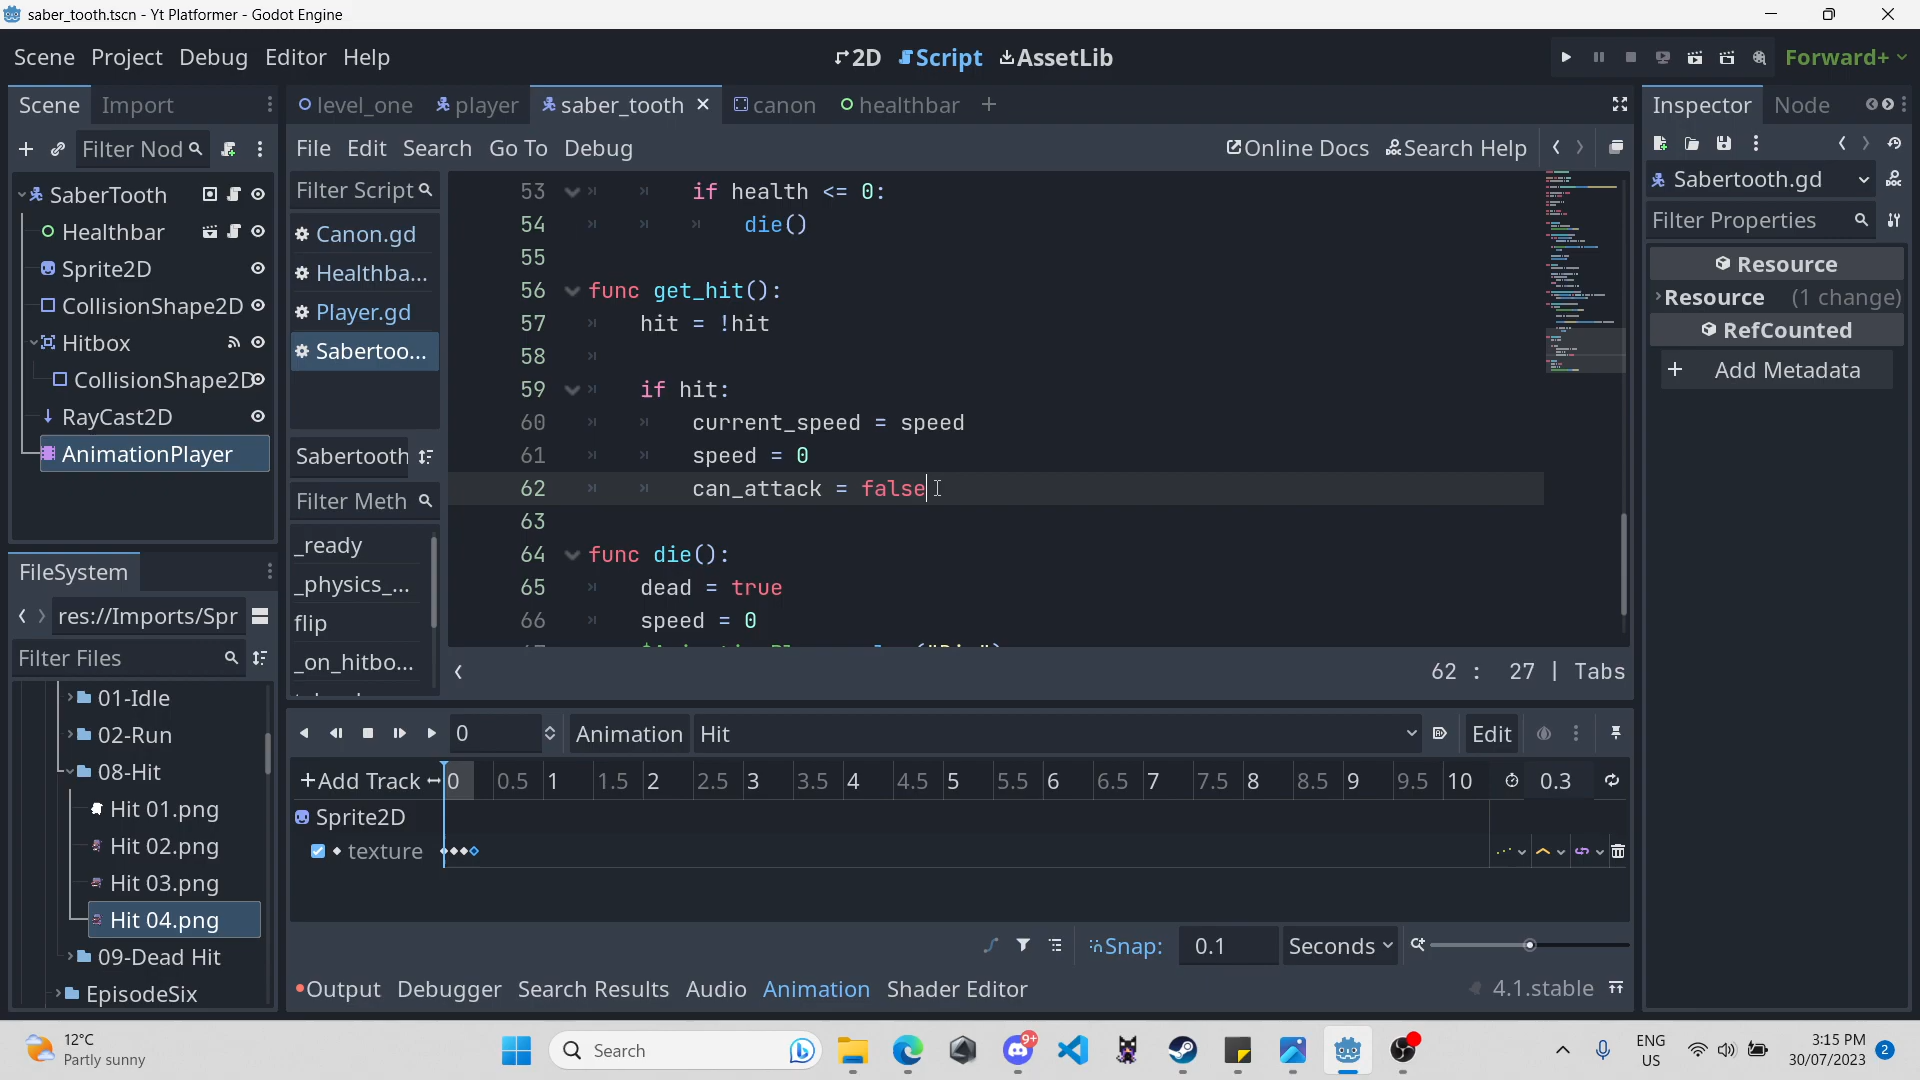 saber_tooth.tscn - Yt Platformer - Godot Engine
Scene Project Debug Editor Help
2D Script AssetLib
Forward+
Scene Import
level_one player saber_tooth canon healthbar
Inspector Node
Filter Nod
File Edit Search Go To Debug
Online Docs Search Help
SaberTooth
Healthbar
Sprite2D
CollisionShape2D
Hitbox
CollisionShape2D
RayCast2D
AnimationPlayer
Filter Script
Canon.gd
Healthba...
Player.gd
Sabertoo...
Sabertooth
Filter Meth
_ready
_physics_...
flip
_on_hitbo...
53 if health <= 0:
54 die()
55
56 func get_hit():
57 hit = !hit
58
59 if hit:
60 current_speed = speed
61 speed = 0
62 can_attack = false
63
64 func die():
65 dead = true
66 speed = 0
62 : 27 | Tabs
Sabertooth.gd
Filter Properties
Resource
Resource (1 change)
RefCounted
Add Metadata
FileSystem
res://Imports/Spr
Filter Files
01-Idle
02-Run
08-Hit
Hit 01.png
Hit 02.png
Hit 03.png
Hit 04.png
09-Dead Hit
EpisodeSix
0 Animation Hit Edit
Add Track 0 0.5 1 1.5 2 2.5 3 3.5 4 4.5 5 5.5 6 6.5 7 7.5 8 8.5 9 9.5 10 0.3
Sprite2D
texture
Snap: 0.1 Seconds
Output Debugger Search Results Audio Animation Shader Editor
4.1.stable
12°C
Partly sunny
Search
9+
ENG
US
3:15 PM
30/07/2023
2